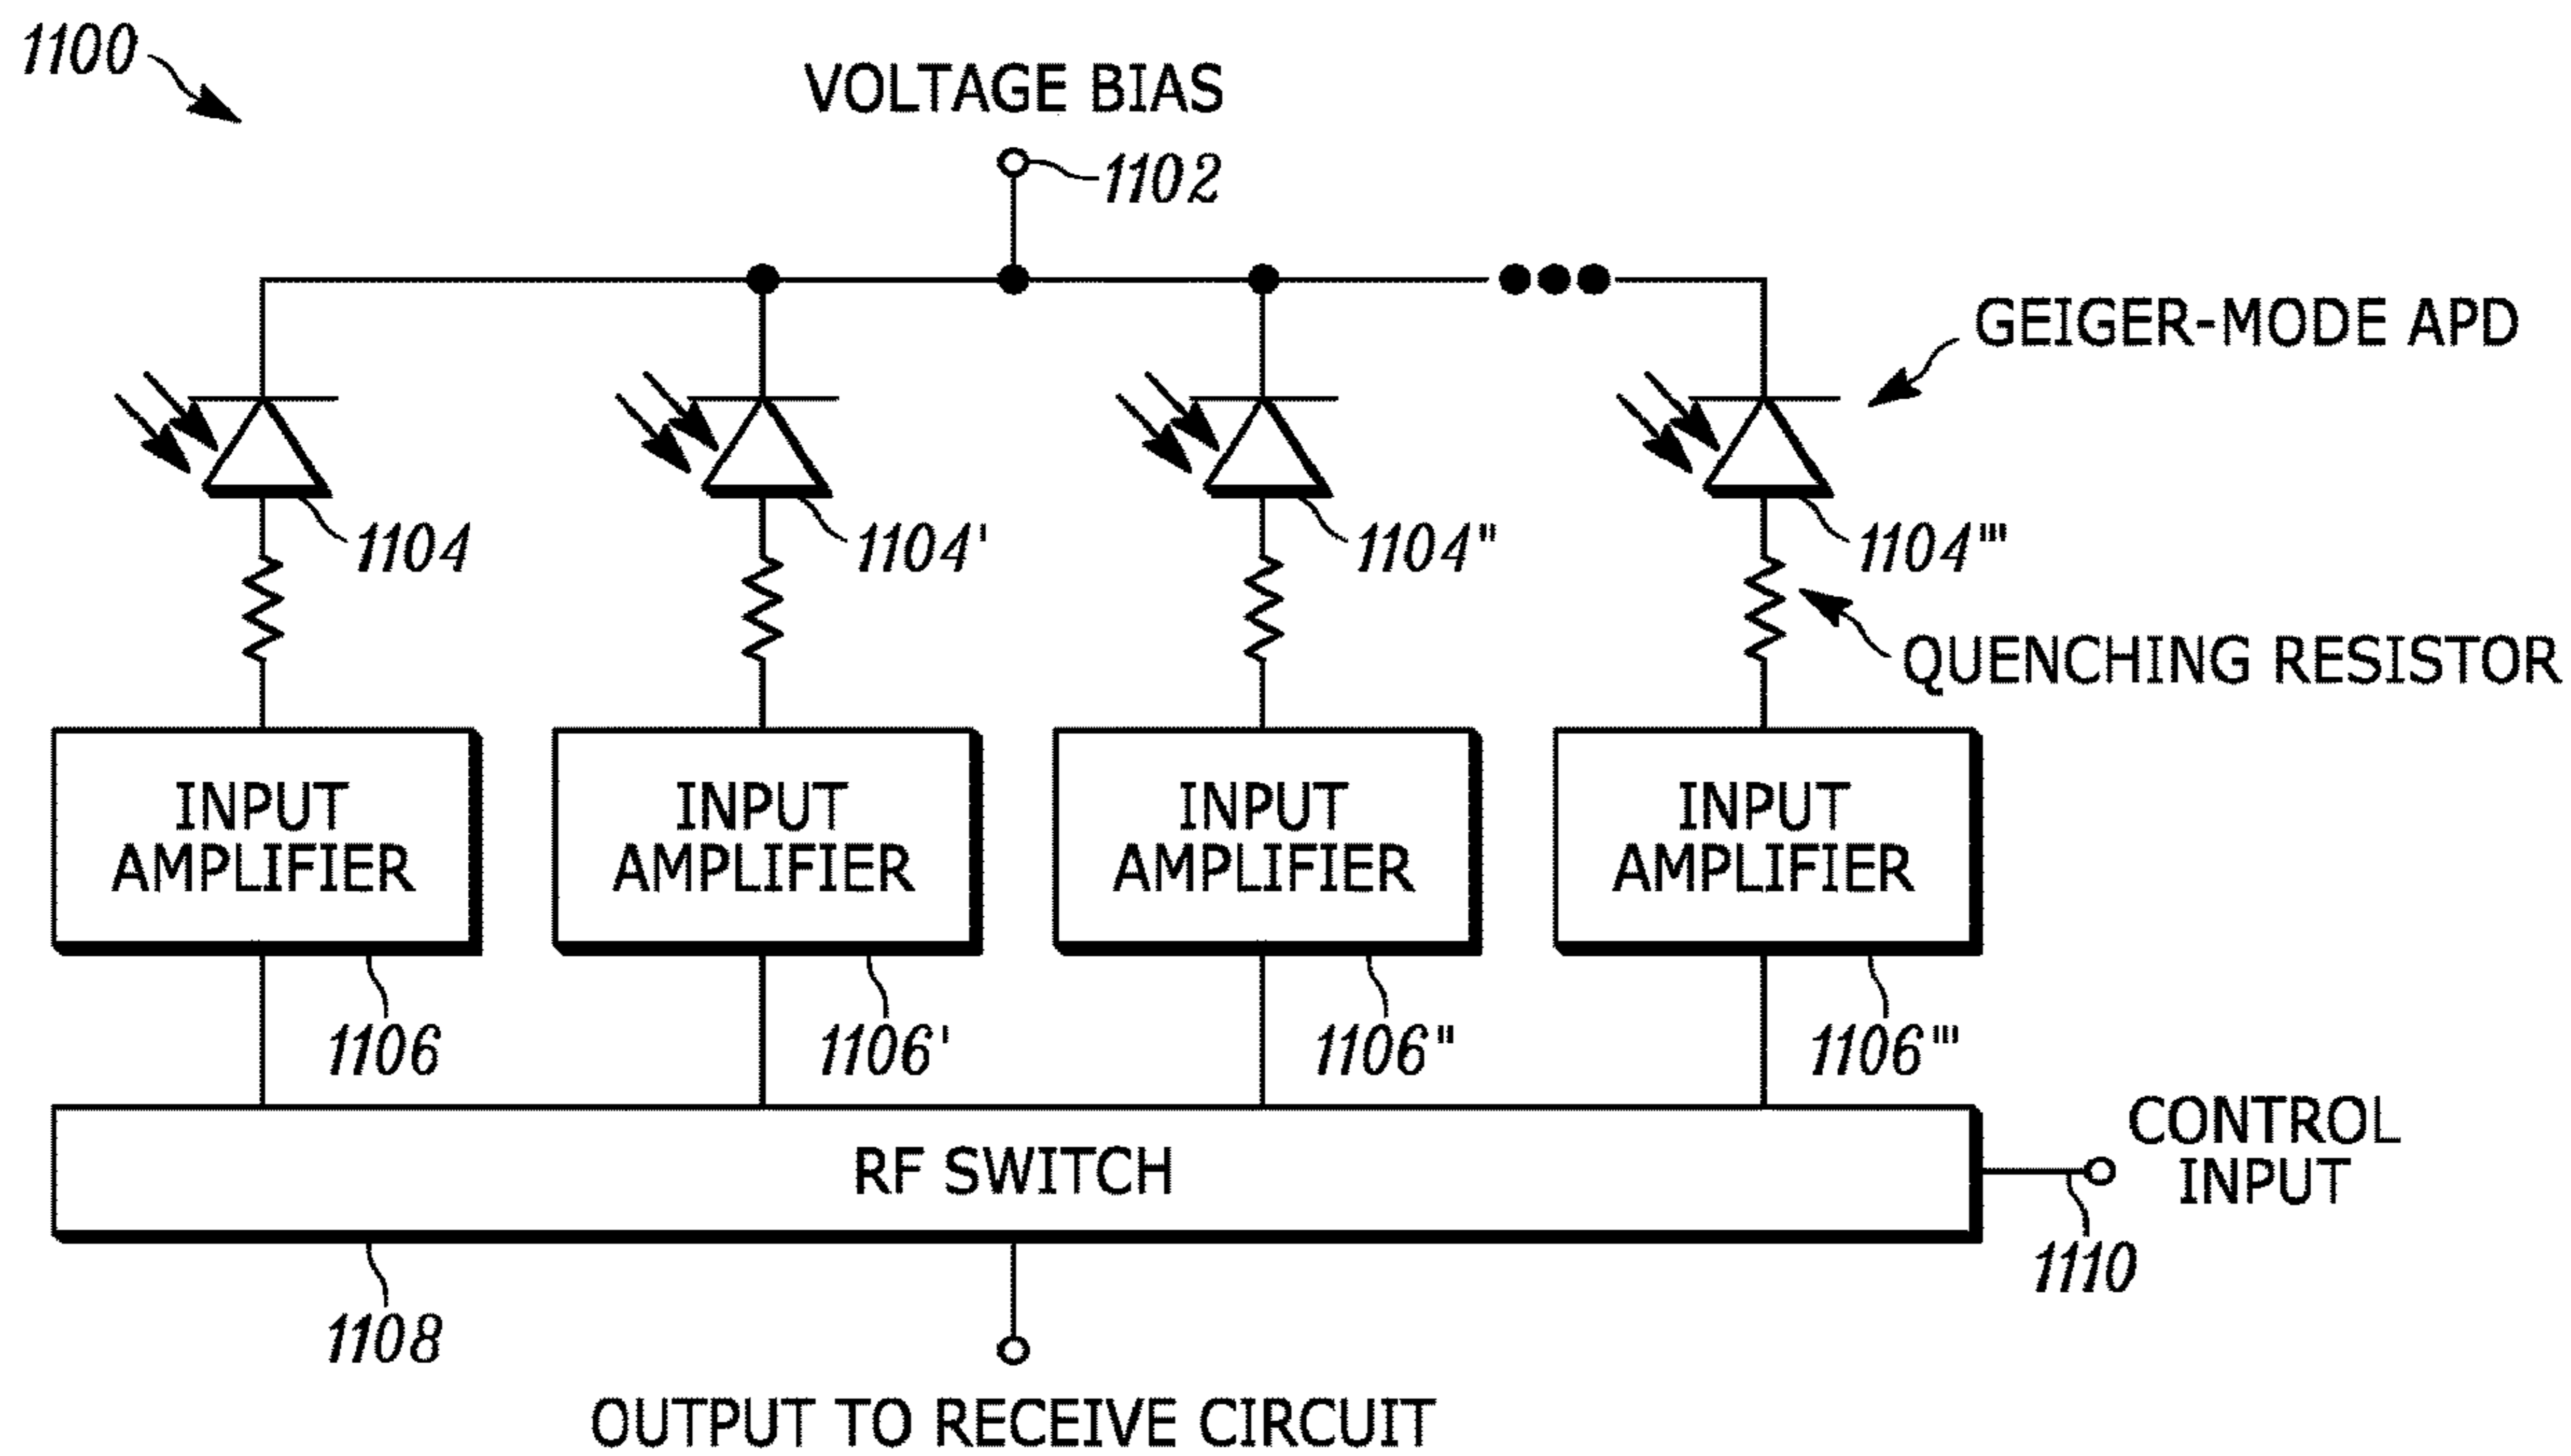 1100
VOLTAGE BIAS
1102
GEIGER-MODE APD
1104
1104'
1104"
1104'"
QUENCHING RESISTOR
INPUT
AMPLIFIER
INPUT
AMPLIFIER
INPUT
AMPLIFIER
INPUT
AMPLIFIER
1106
1106'
1106"
1106'"
RF SWITCH
CONTROL
INPUT
1110
1108
OUTPUT TO RECEIVE CIRCUIT